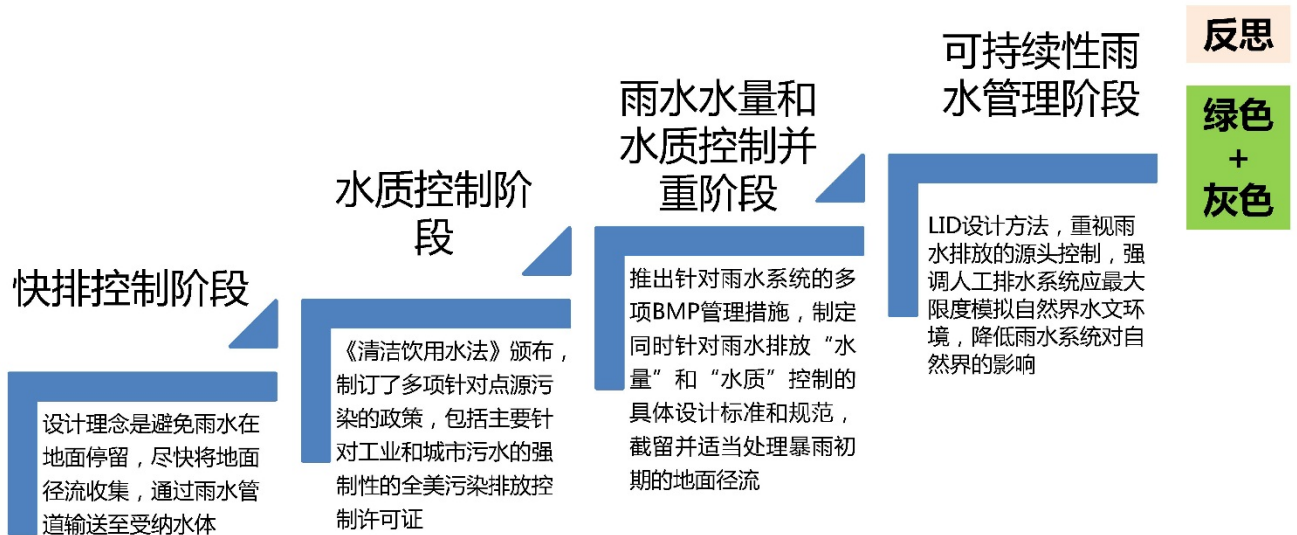 快排控制阶段
设计理念是避免雨水在
地面停留，尽快将地面
径流收集，通过雨水管
道输送至受纳水体
水质控制阶
段
《清洁饮用水法》颁布，
制订了多项针对点源污
染的政策，包括主要针
对工业和城市污水的强
制性的全美污染排放控
制许可证
雨水水量和
水质控制并
重阶段
推出针对雨水系统的多
项BMP管理措施，制定
同时针对雨水排放“水
量”和“水质”控制的
具体设计标准和规范，
截留并适当处理暴雨初
期的地面径流
可持续性雨
水管理阶段
LID设计方法，重视雨
水排放的源头控制，强
调人工排水系统应最大
限度模拟自然界水文环
境，降低雨水系统对自
然界的影响
反思
绿色
+
灰色